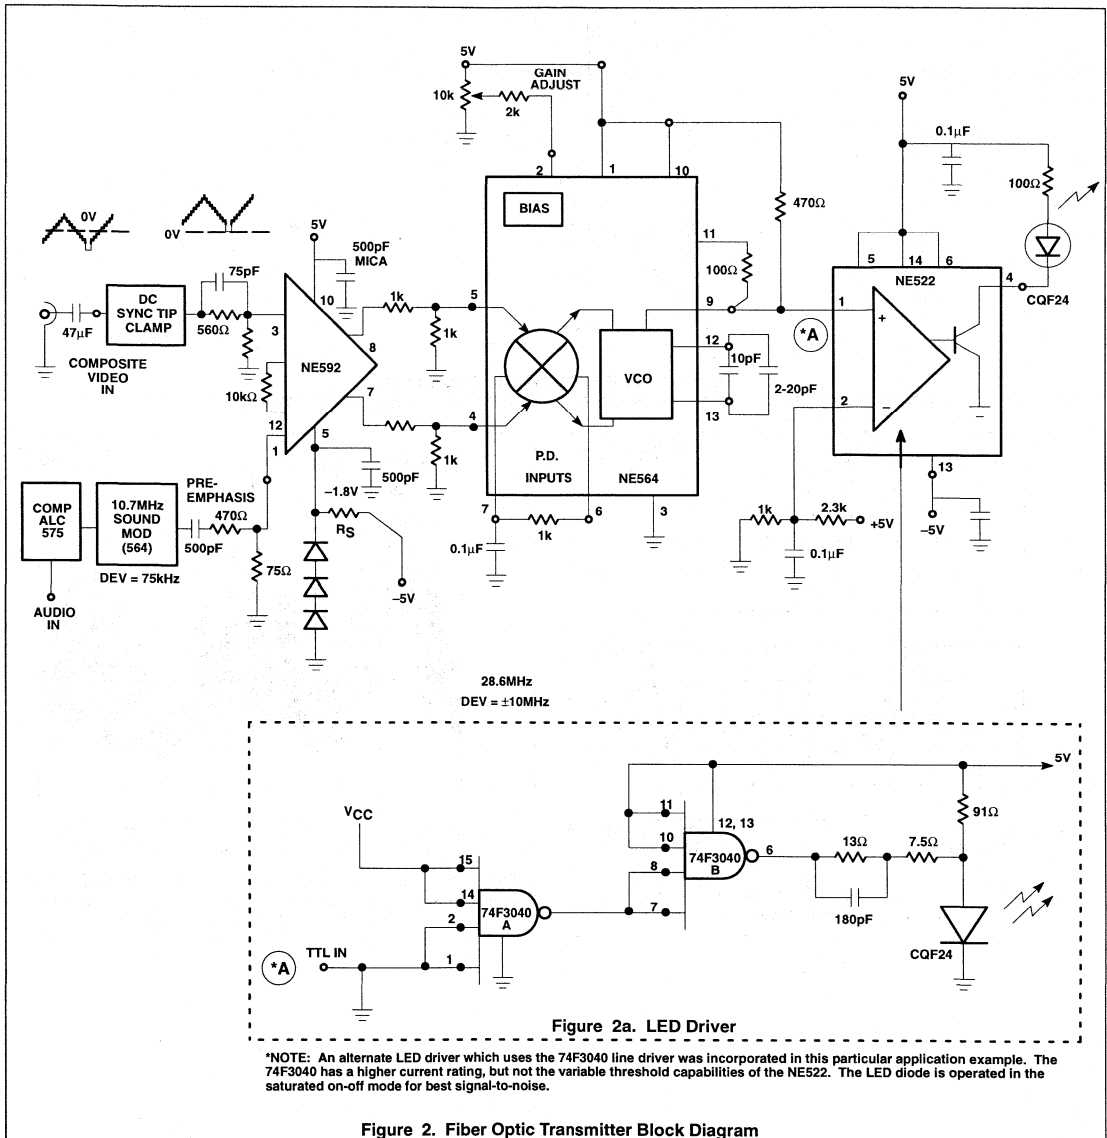 5V
GAIN
ADJUST
10k
2k
5V
0.1µF
2
1
10
100Ω
BIAS
470Ω
0V
0V
5V
500pF
MICA
11
5
14
6
NE522
75pF
100Ω
4
CQF24
DC
SYNC TIP
CLAMP
10
1k
5
9
1
47µF
560Ω
3
1k
*A
+
COMPOSITE
VIDEO
IN
NE592
8
12
10pF
VCO
2-20pF
10kΩ
7
2
–
12
4
13
1
5
1k
P.D.
INPUTS
NE564
13
500pF
PRE-
EMPHASIS
–1.8V
COMP
ALC
575
10.7MHz
SOUND
MOD
(564)
470Ω
500pF
RS
7
6
3
1k
1k
2.3k
+5V
–5V
0.1µF
0.1µF
75Ω
DEV = 75kHz
–5V
AUDIO
IN
28.6MHz
DEV = ±10MHz
5V
VCC
11
12, 13
91Ω
10
15
8
74F3040
B
6
13Ω
7.5Ω
14
2
74F3040
A
7
180pF
CQF24
*A
TTL IN
1
Figure 2a. LED Driver
*NOTE: An alternate LED driver which uses the 74F3040 line driver was incorporated in this particular application example. The
74F3040 has a higher current rating, but not the variable threshold capabilities of the NE522. The LED diode is operated in the
saturated on-off mode for best signal-to-noise.
Figure 2. Fiber Optic Transmitter Block Diagram